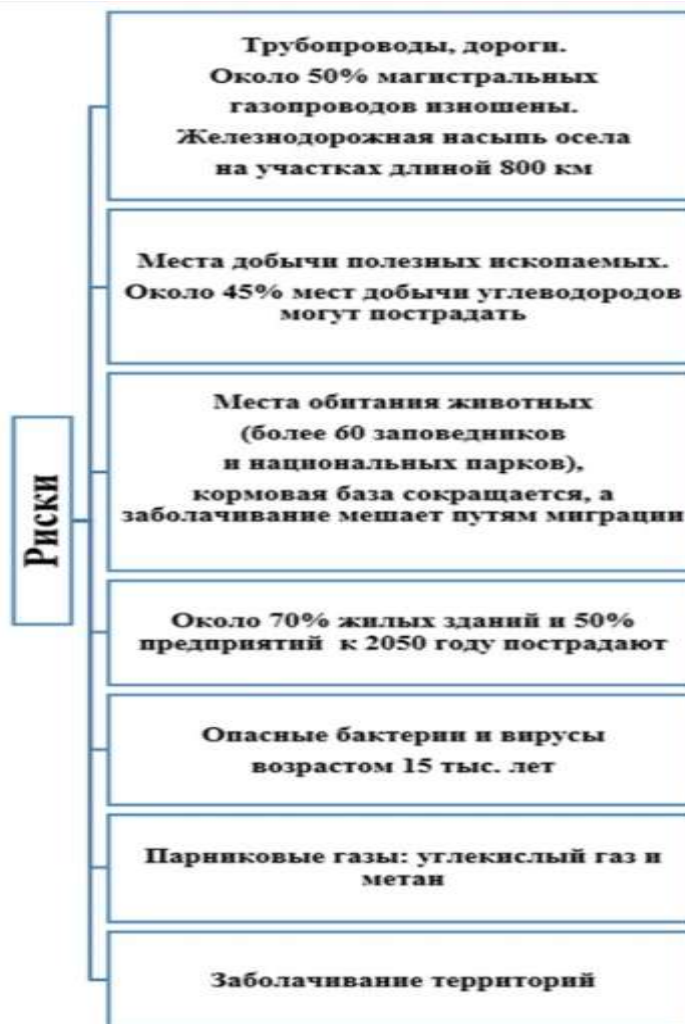 Риски
Трубопроводы, дороги.
Около 50% магистральных
газопроводов изношены.
Железнодорожная насыпь осела
на участках длиной 800 км
Места добычи полезных ископаемых.
Около 45% мест добычи углеводородов
могут пострадать
Места обитания животных
(более 60 заповедников
и национальных парков),
кормовая база сокращается, а
заболачивание мешает путям миграции
Около 70% жилых зданий и 50%
предприятий к 2050 году пострадают
Опасные бактерии и вирусы
возрастом 15 тыс. лет
Парниковые газы: углекислый газ и
метан
Заболачивание территорий